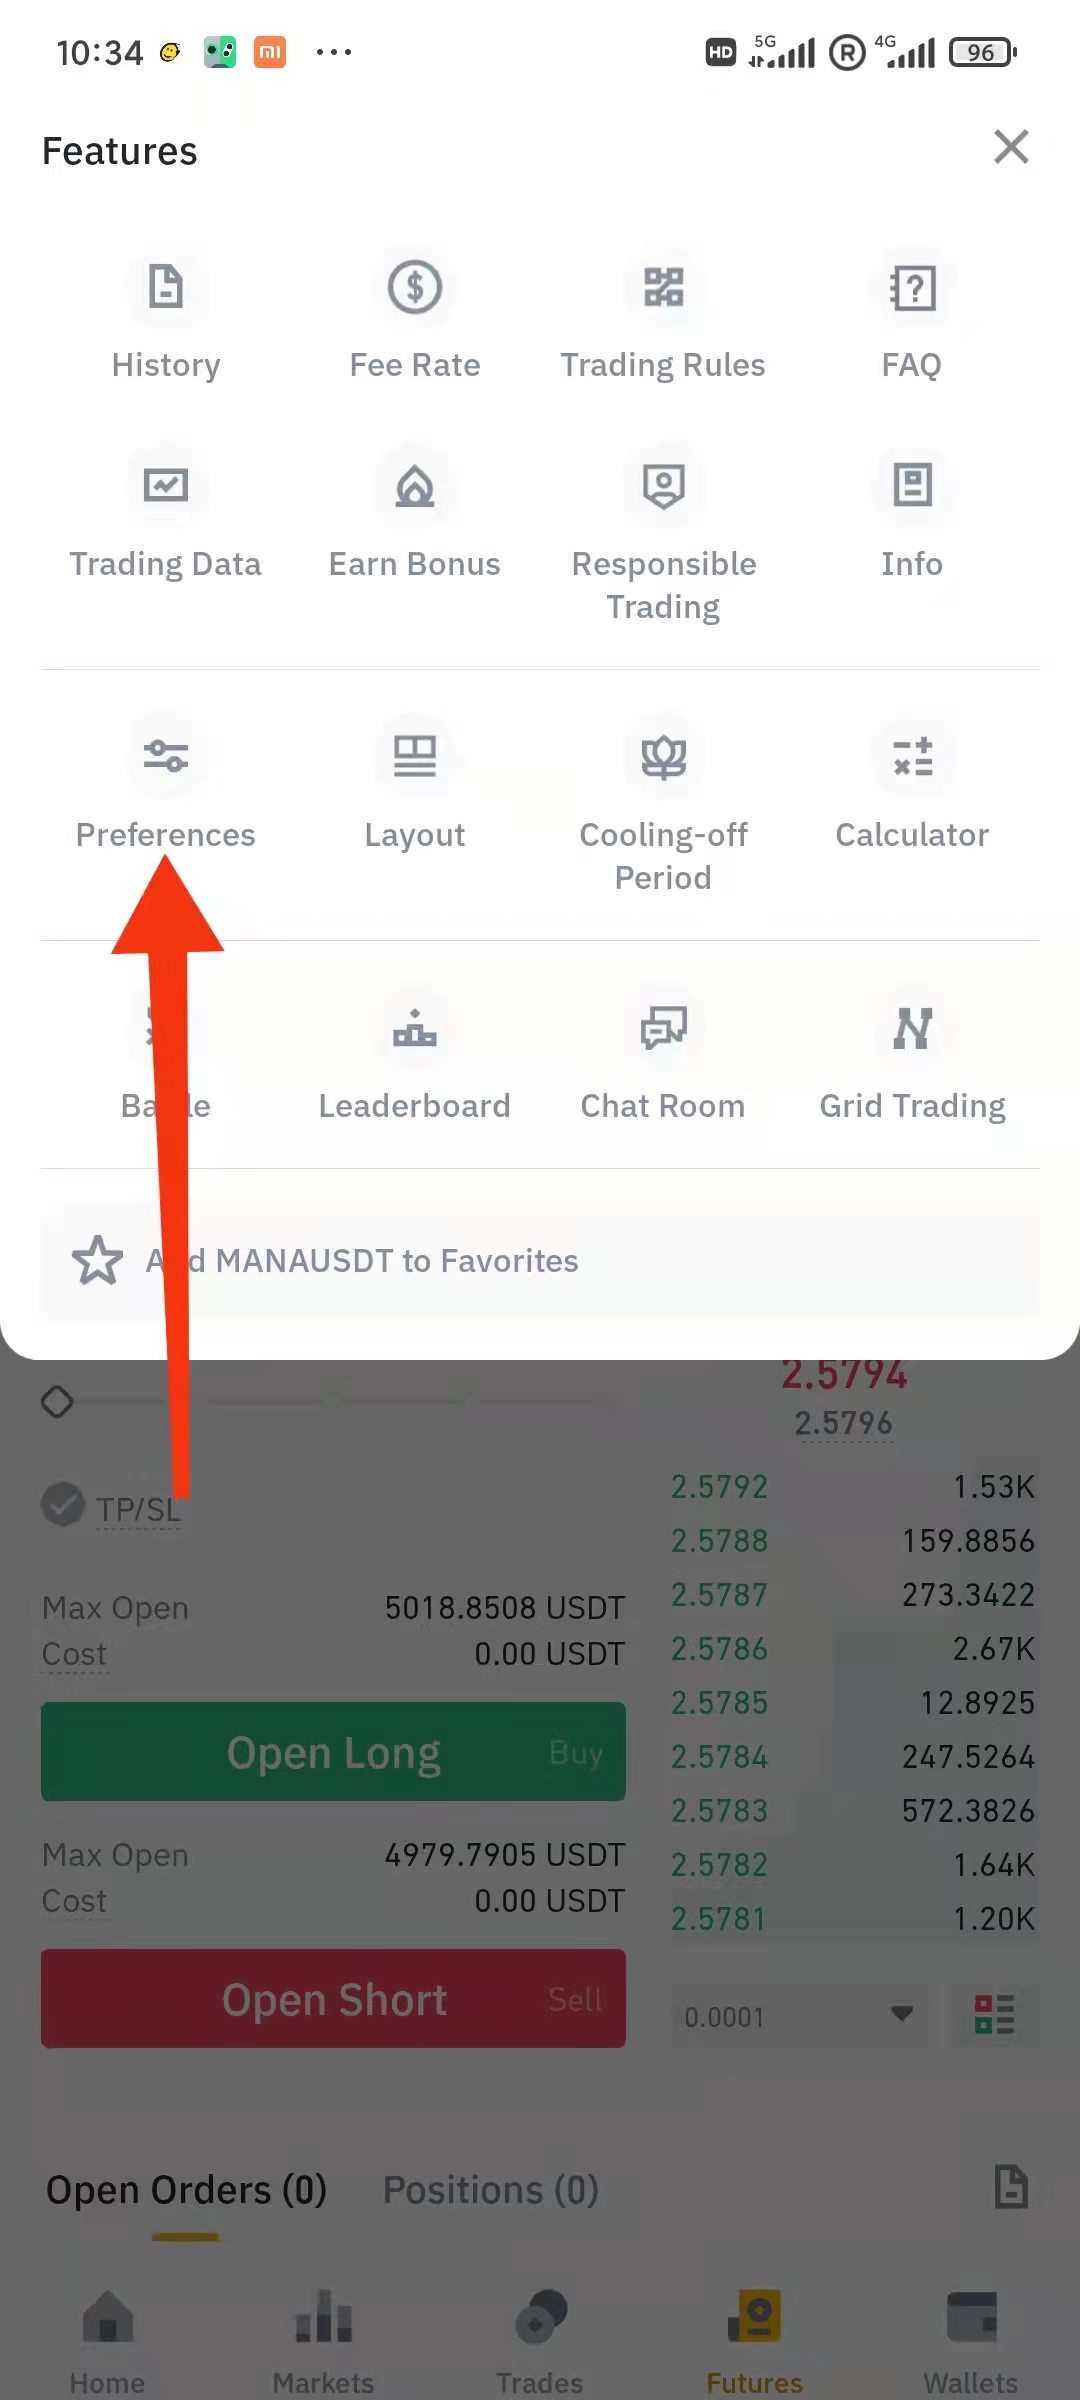 10:34 mi ... HD 5G R 4G 96
Features
History Fee Rate Trading Rules FAQ
Trading Data Earn Bonus Responsible Trading Info
Preferences Layout Cooling-off Period Calculator
Leaderboard Chat Room Grid Trading
MANAUSDT to Favorites
2.5794
2.5796
TP/SL
2.5792 1.53K
2.5788 159.8856
Max Open 5018.8508 USDT
2.5787 273.3422
Cost 0.00 USDT
2.5786 2.67K
2.5785 12.8925
Open Long Buy
2.5784 247.5264
2.5783 572.3826
Max Open 4979.7905 USDT
2.5782 1.64K
Cost 0.00 USDT
2.5781 1.20K
Open Short Sell
0.0001
Open Orders (0) Positions (0)
Home Markets Trades Futures Wallets